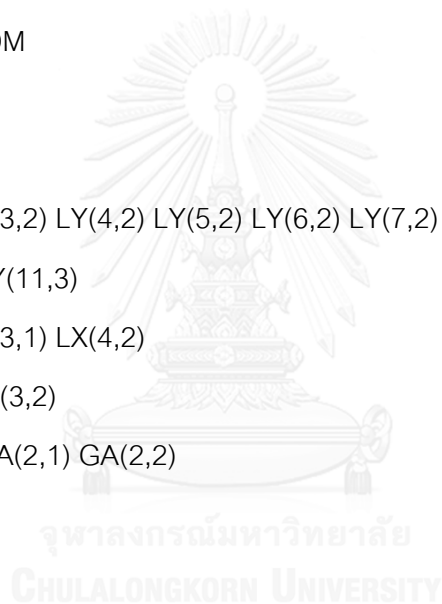 OM
3,2) LY(4,2) LY(5,2) LY(6,2) LY(7,2)
(11,3)
3,1) LX(4,2)
(3,2)
A(2,1) GA(2,2)
จุฬาลงกรณ์มหาวิทยาลัย
CHULALONGKORN UNIVERSITY